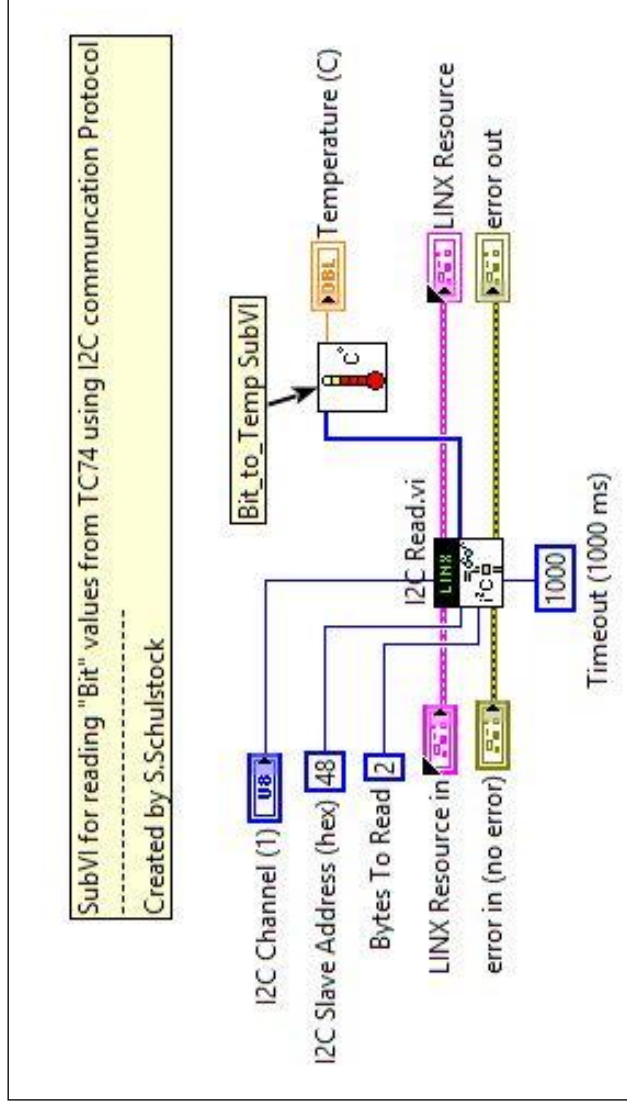 SubVI for reading "Bit" values from TC74 using I2C communcation Protocol
----------------------
Created by S.Schulstock
Bit_to_Temp SubVI
I2C Channel (1)
U8
°C
DBL
Temperature (C)
I2C Slave Address (hex)
48
I2C Read.vi
Bytes To Read
2
LINX Resource in
LINX
LINX Resource
error in (no error)
i²C
error out
1000
Timeout (1000 ms)